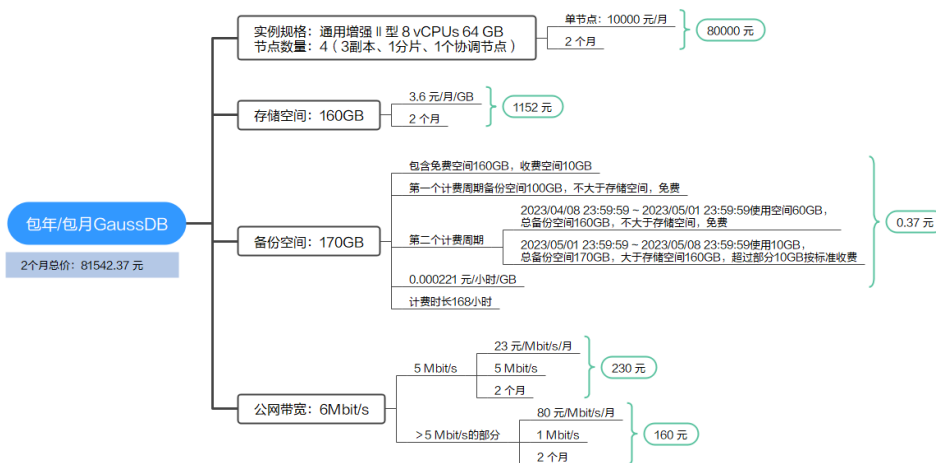 包年/包月GaussDB
2个月总价：81542.37 元
实例规格：通用增强 II 型 8 vCPUs 64 GB
节点数量：4（3副本、1分片、1个协调节点）
单节点：10000 元/月
2 个月
80000 元
存储空间：160GB
3.6 元/月/GB
2 个月
1152 元
备份空间：170GB
包含免费空间160GB，收费空间10GB
第一个计费周期备份空间100GB，不大于存储空间，免费
第二个计费周期
2023/04/08 23:59:59 ~ 2023/05/01 23:59:59使用空间60GB，
总备份空间160GB，不大于存储空间，免费
2023/05/01 23:59:59 ~ 2023/05/08 23:59:59使用10GB，
总备份空间170GB，大于存储空间160GB，超过部分10GB按标准收费
0.000221 元/小时/GB
计费时长168小时
0.37 元
公网带宽：6Mbit/s
5 Mbit/s
23 元/Mbit/s/月
5 Mbit/s
2 个月
230 元
>5 Mbit/s的部分
80 元/Mbit/s/月
1 Mbit/s
2 个月
160 元